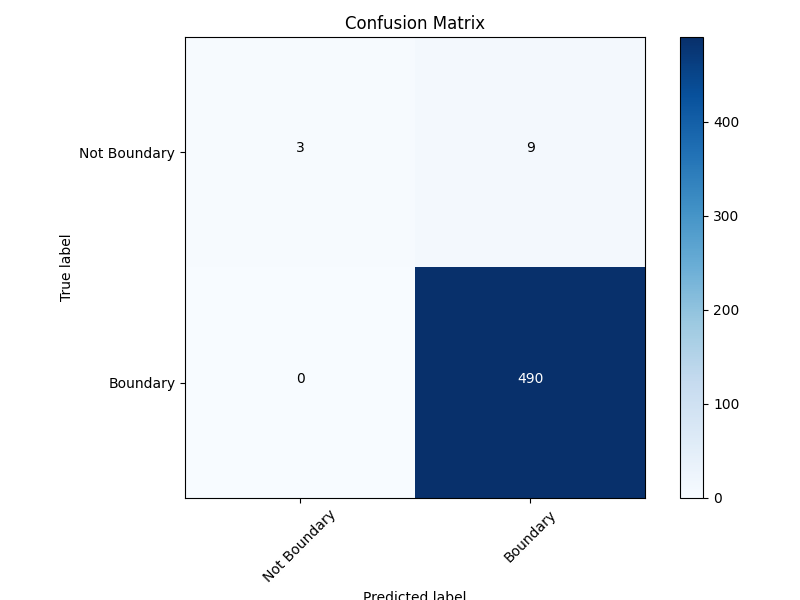 Confusion Matrix
Not Boundary
3
9
400
300
True label
200
Boundary
0
490
100
0
Not Boundary
Boundary
Predicted label